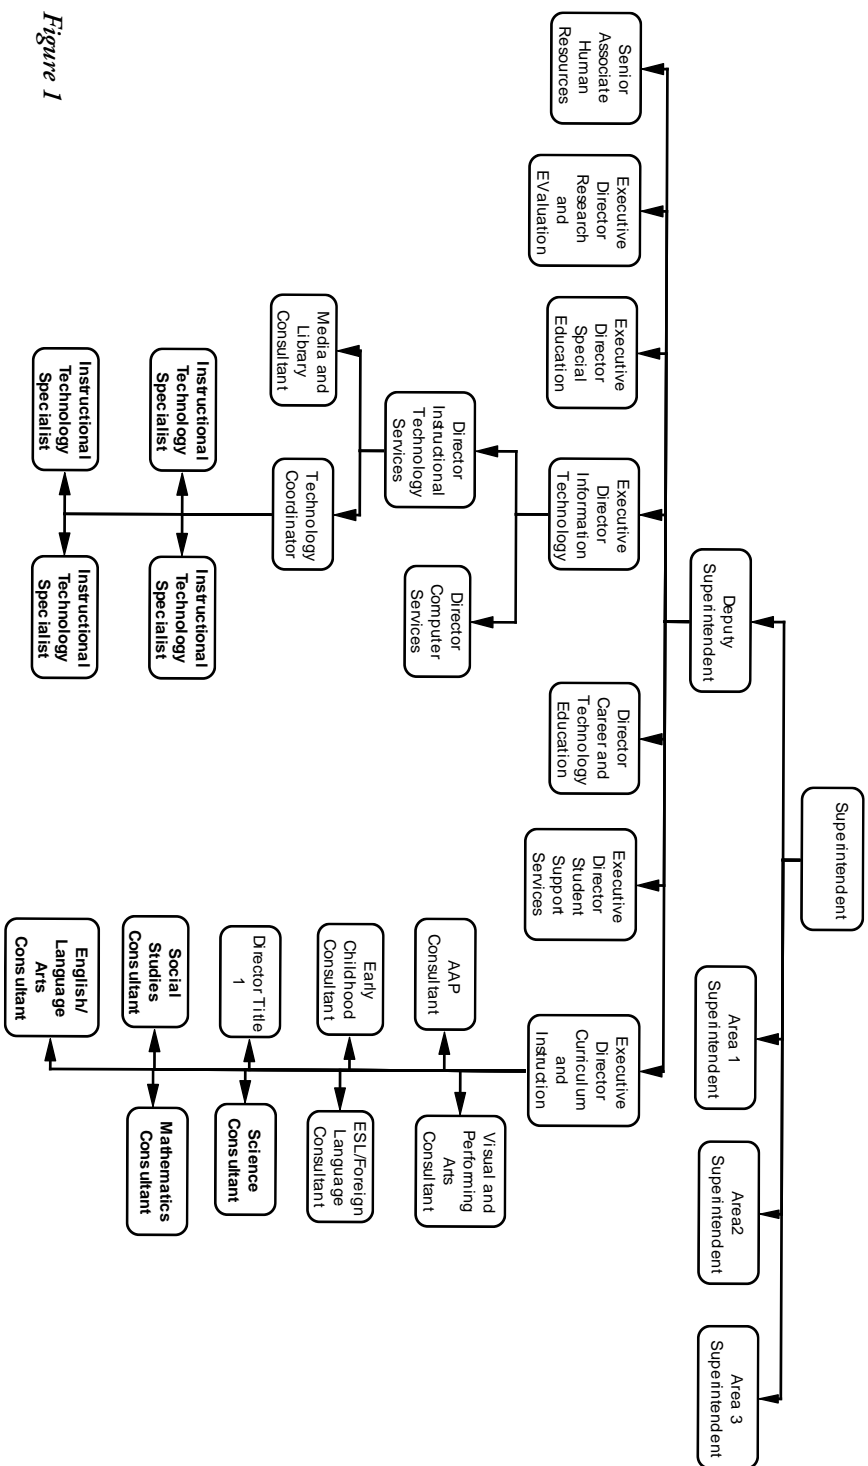 Superintendent
Deputy
Superintendent
Area 1
Superintendent
Area2
Superintendent
Area 3
Superintendent
Senior
Associate
Human
Resources
Executive
Director
Research
and
EValuation
Executive
Director
Special
Education
Executive
Director
Information
Technology
Director
Career and
Technology
Education
Executive
Director
Student
Support
Services
Executive
Director
Curriculum
and
Instruction
Director
Instructional
Technology
Services
Director
Computer
Services
Media and
Library
Consultant
Technology
Coordinator
Instructional
Technology
Specialist
Instructional
Technology
Specialist
Instructional
Technology
Specialist
Instructional
Technology
Specialist
AAP
Consultant
Visual and
Performing
Arts
Consultant
Early
Childhood
Consultant
ESL/Foreign
Language
Consultant
Director Title
1
Science
Consultant
Social
Studies
Consultant
Mathematics
Consultant
English/
Language
Arts
Consultant
Figure 1